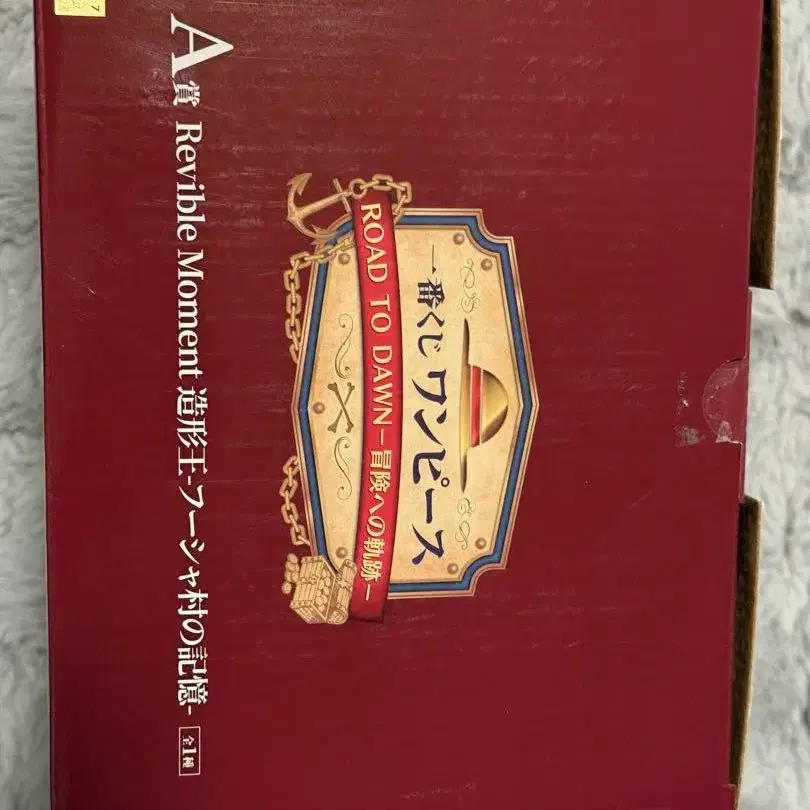 一番くじ ワンピース
ROAD TO DAWN－冒険への軌跡－
A賞 Revible Moment 造形王-フーシャ村の記憶-
全1種